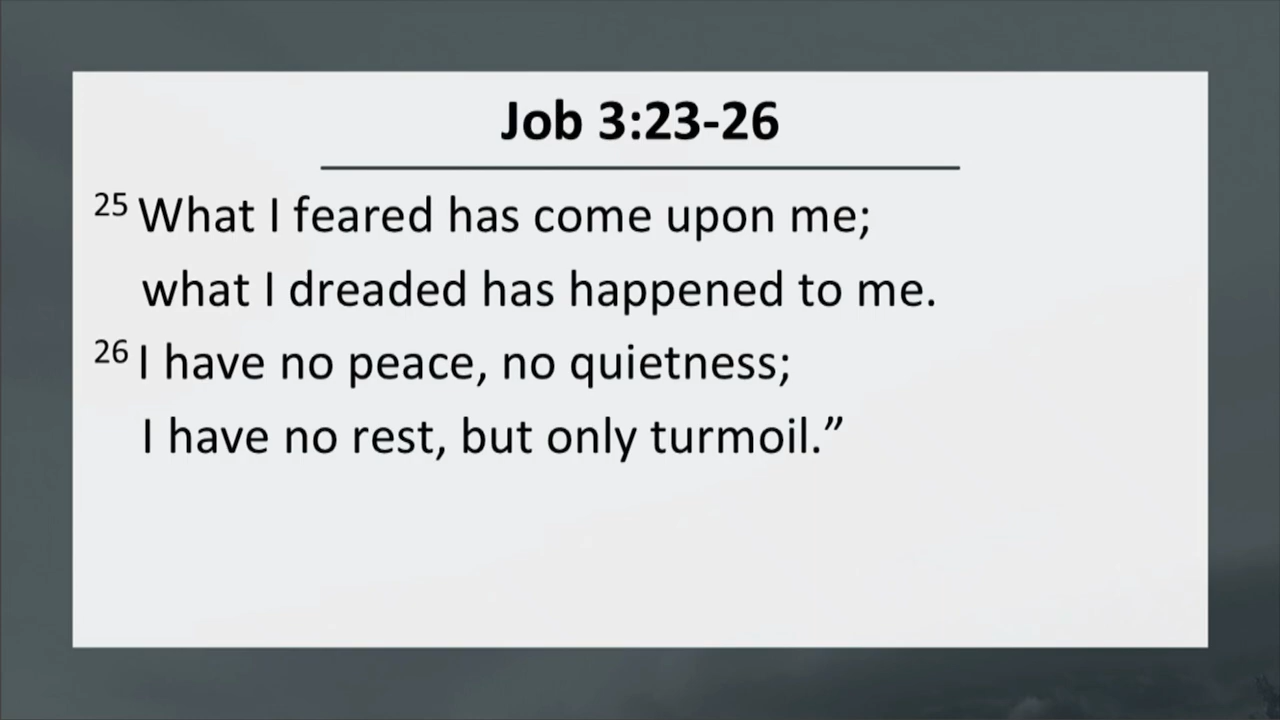 Job 3:23-26
25 What I feared has come upon me;
what I dreaded has happened to me.
26 I have no peace, no quietness;
I have no rest, but only turmoil.”